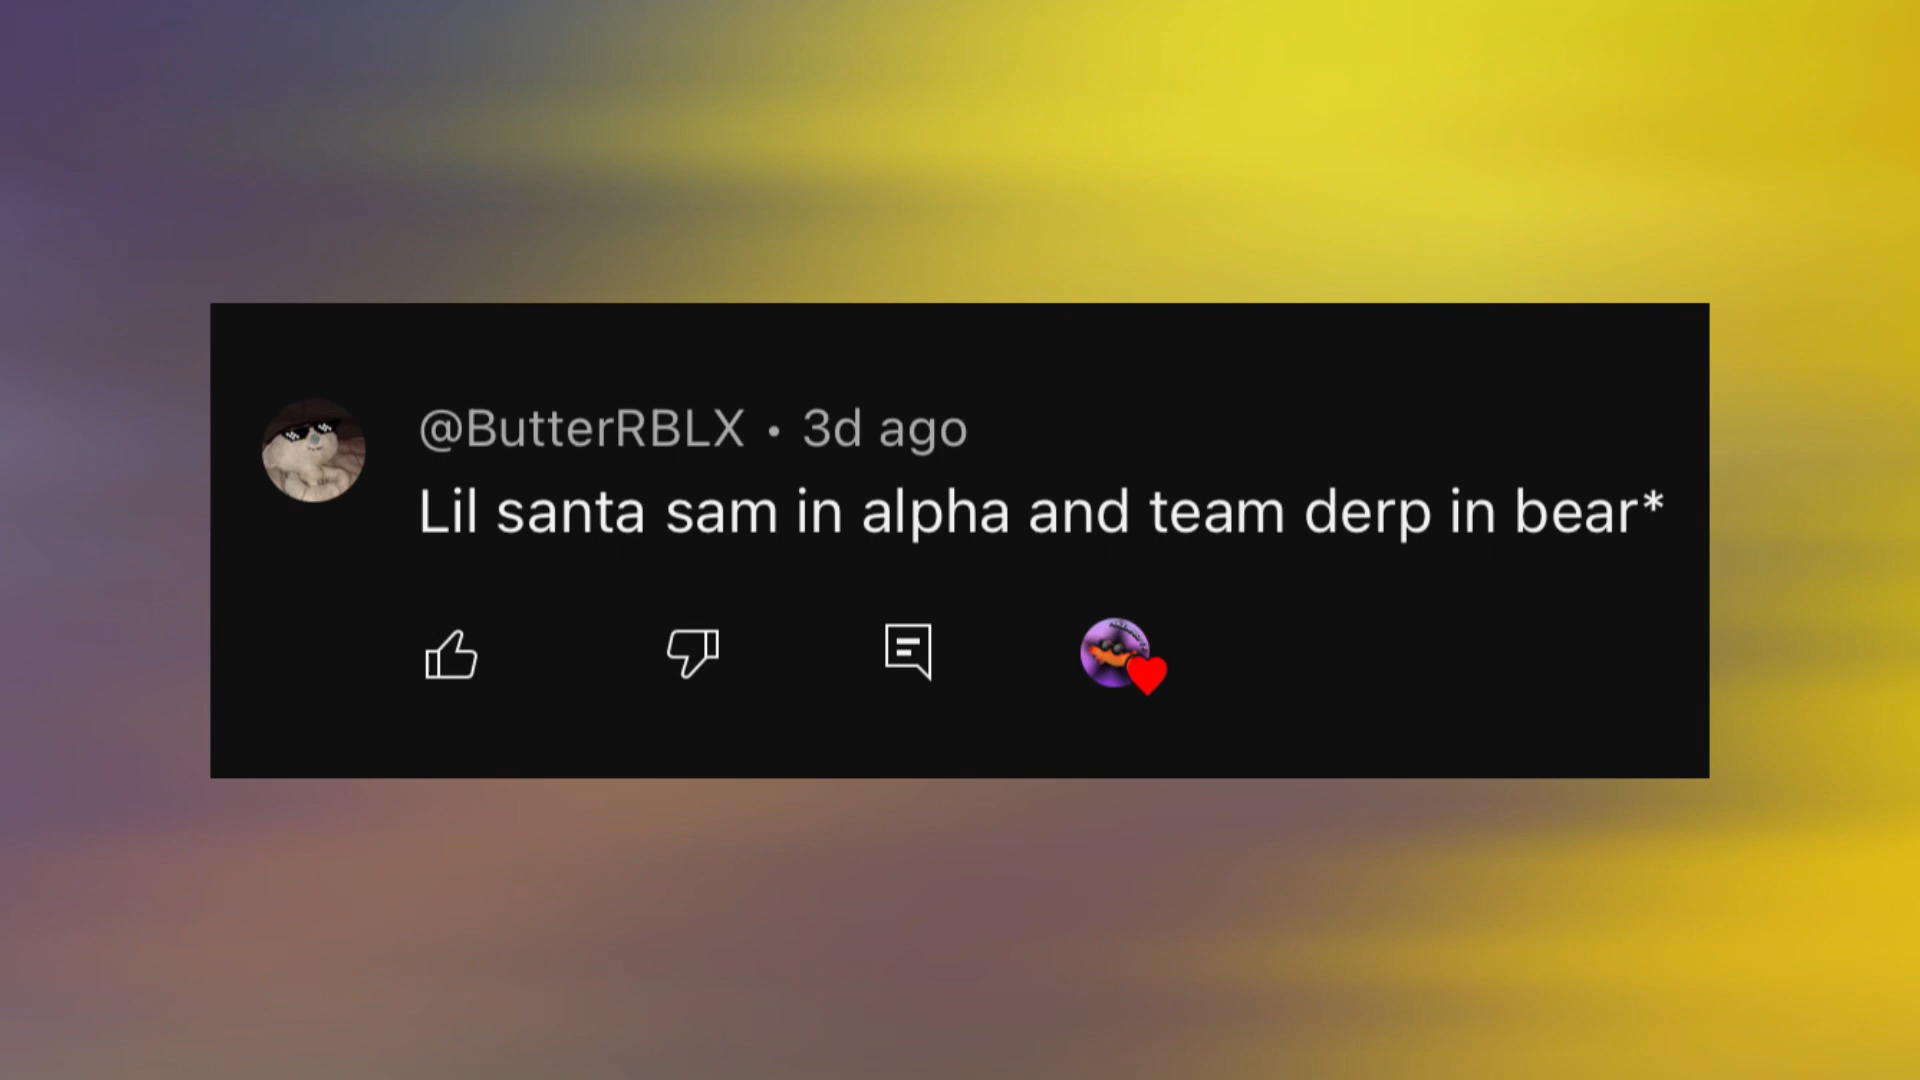 @ButterRBLX • 3d ago
Lil santa sam in alpha and team derp in bear*